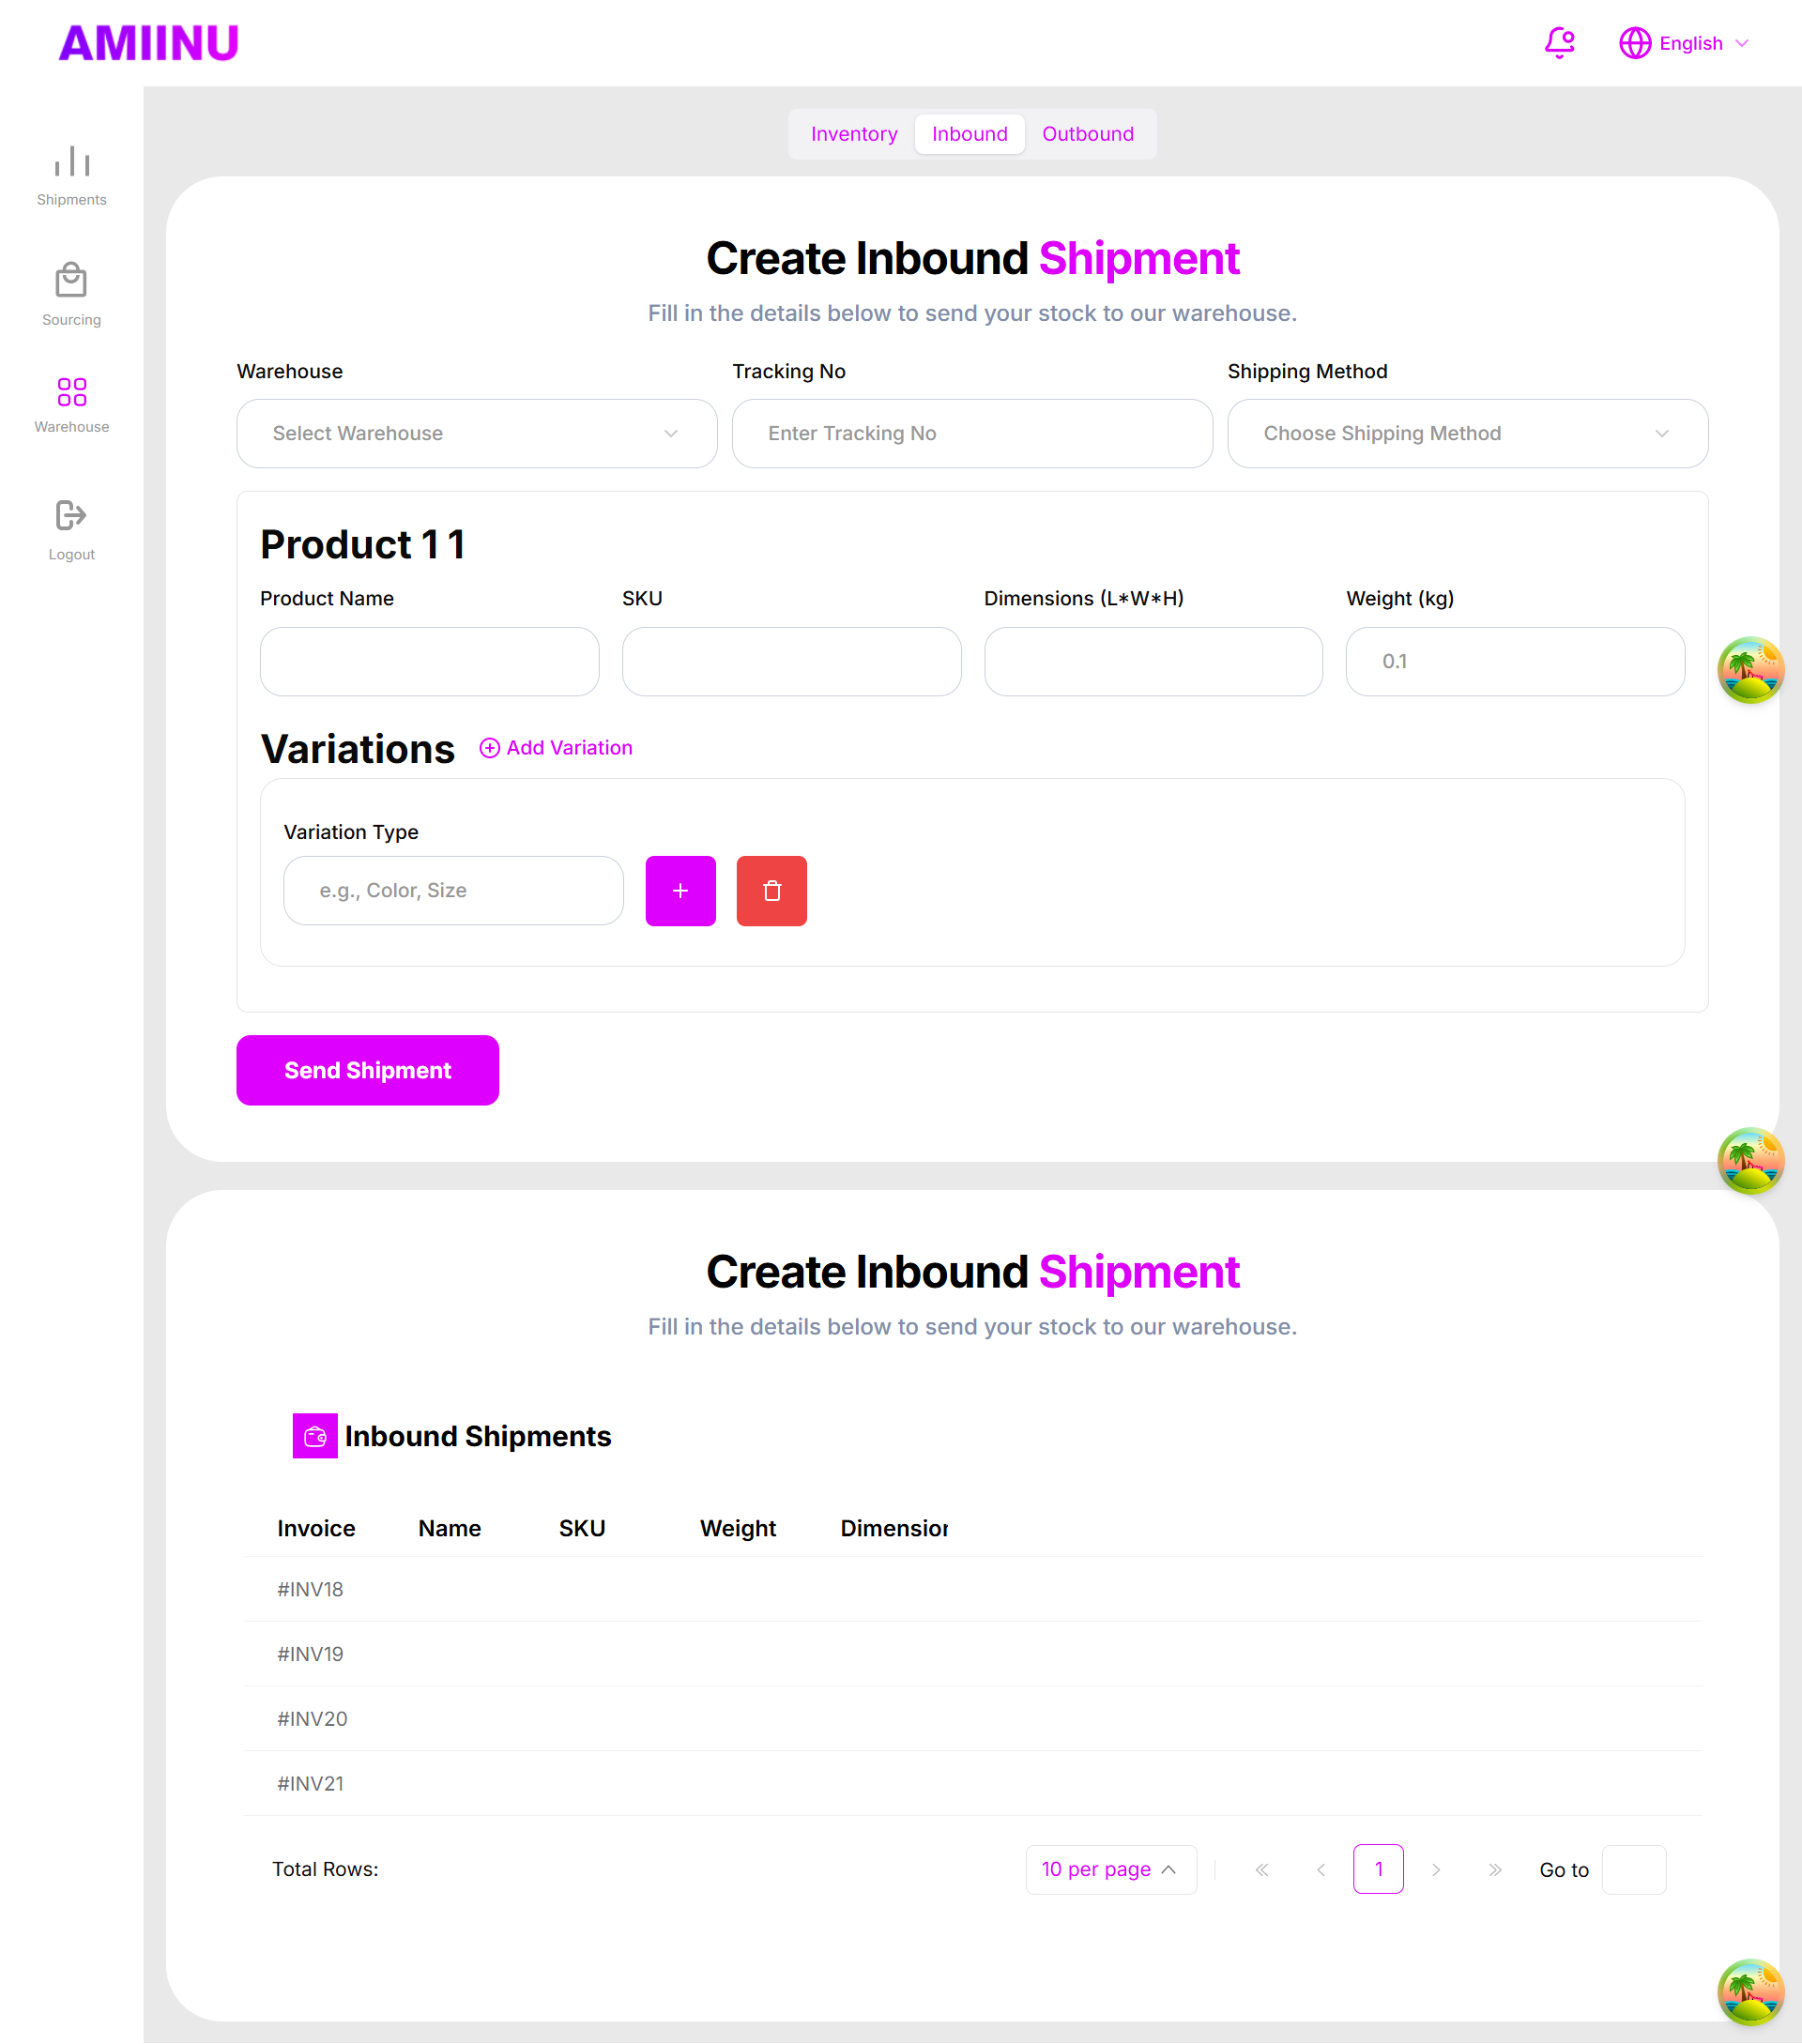 AMIINU
English
Shipments
Sourcing
Warehouse
Logout
Inventory Inbound Outbound
Create Inbound Shipment
Fill in the details below to send your stock to our warehouse.
Warehouse Tracking No Shipping Method
Select Warehouse Enter Tracking No Choose Shipping Method
Product 1 1
Product Name SKU Dimensions (L*W*H) Weight (kg)
0.1
Variations Add Variation
Variation Type
e.g., Color, Size
Send Shipment
Create Inbound Shipment
Fill in the details below to send your stock to our warehouse.
Inbound Shipments
Invoice Name SKU Weight Dimension
#INV18
#INV19
#INV20
#INV21
Total Rows: 10 per page 1 Go to